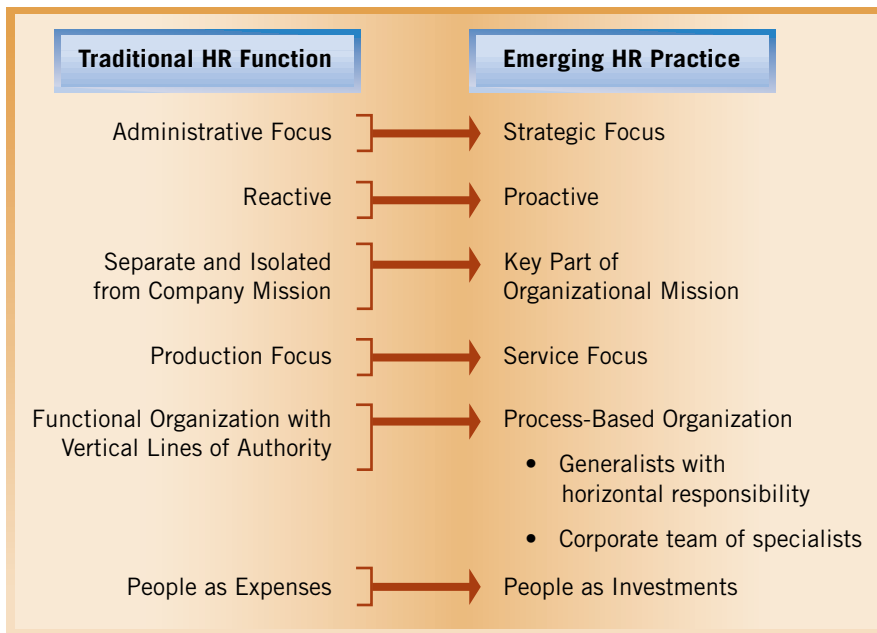 Traditional HR Function
Emerging HR Practice
Administrative Focus
Strategic Focus
Reactive
Proactive
Separate and Isolated
from Company Mission
Key Part of
Organizational Mission
Production Focus
Service Focus
Functional Organization with
Vertical Lines of Authority
Process-Based Organization
• Generalists with
horizontal responsibility
• Corporate team of specialists
People as Expenses
People as Investments